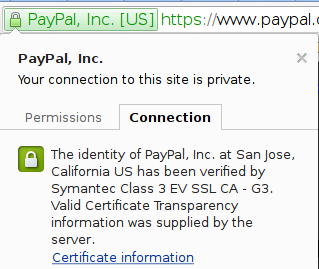 PayPal, Inc. [US] https://www.paypal.
PayPal, Inc.
Your connection to this site is private.
Permissions Connection
The identity of PayPal, Inc. at San Jose,
California US has been verified by
Symantec Class 3 EV SSL CA - G3.
Valid Certificate Transparency
information was supplied by the
server.
Certificate information